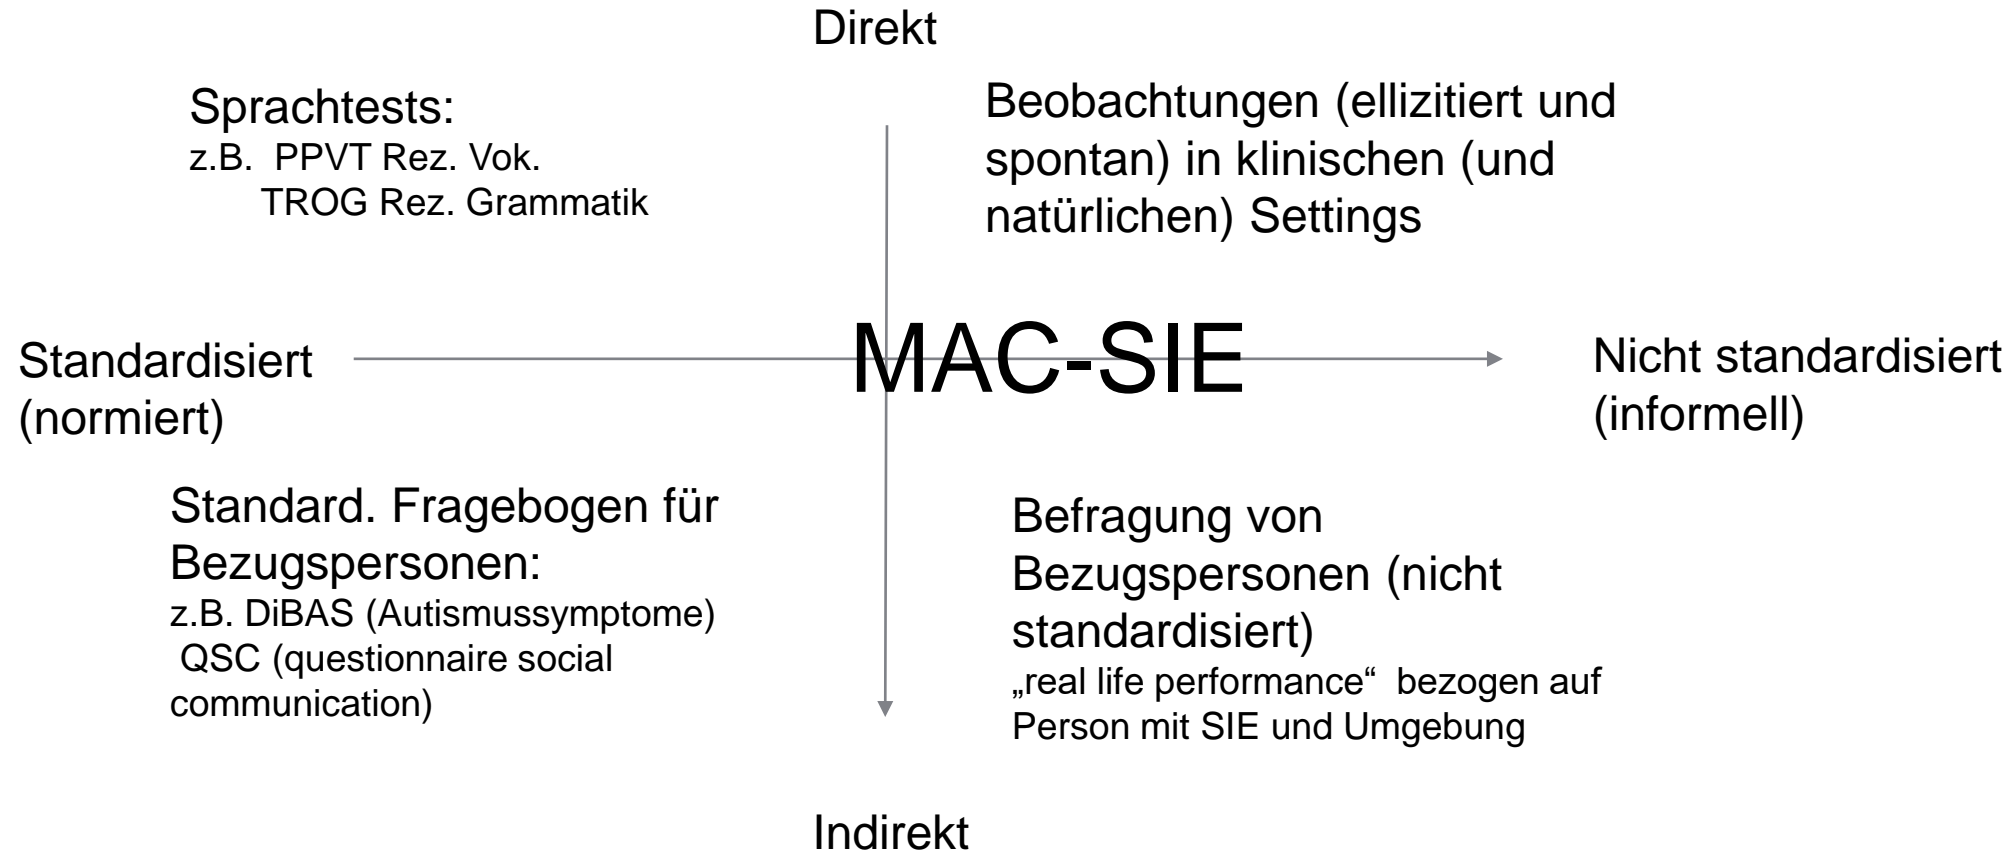 Direkt
Sprachtests:
z.B. PPVT Rez. Vok.
TROG Rez. Grammatik
Beobachtungen (ellizitiert und
spontan) in klinischen (und
natürlichen) Settings
Standardisiert
(normiert)
MAC-SIE
Nicht standardisiert
(informell)
Standard. Fragebogen für
Bezugspersonen:
z.B. DiBAS (Autismussymptome)
QSC (questionnaire social
communication)
Befragung von
Bezugspersonen (nicht
standardisiert)
„real life performance“ bezogen auf
Person mit SIE und Umgebung
Indirekt